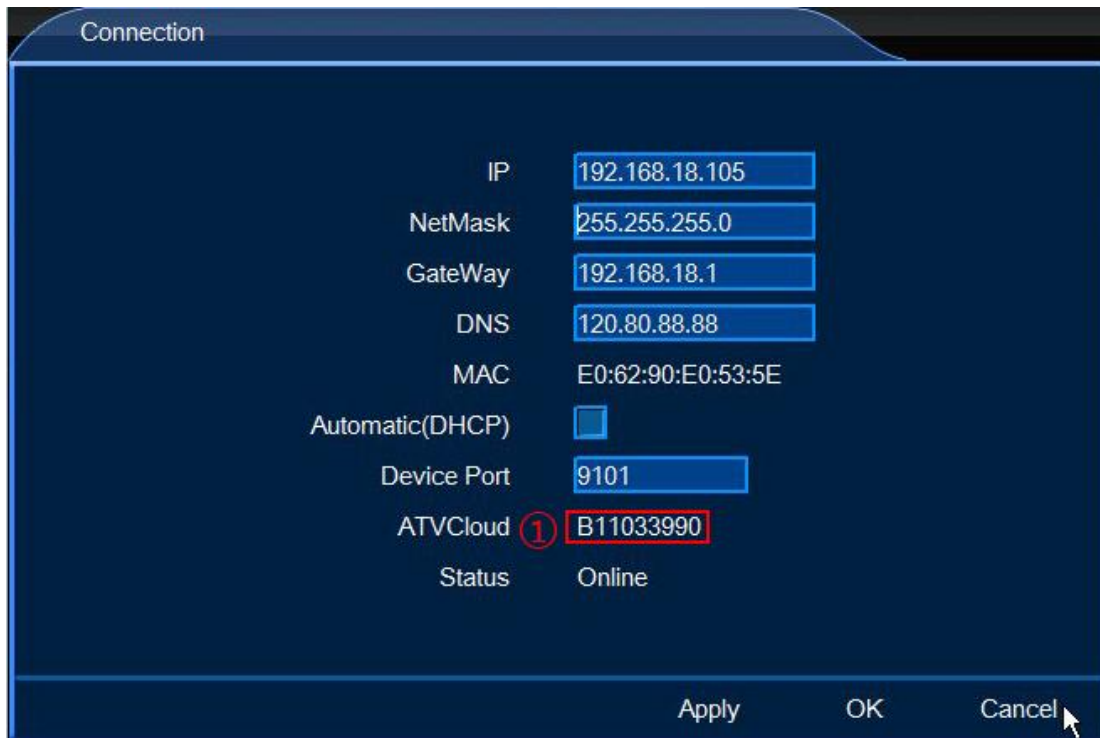 Connection
IP 192.168.18.105
NetMask 255.255.255.0
GateWay 192.168.18.1
DNS 120.80.88.88
MAC E0:62:90:E0:53:5E
Automatic(DHCP)
Device Port 9101
ATVCloud ① B11033990
Status Online
Apply OK Cancel